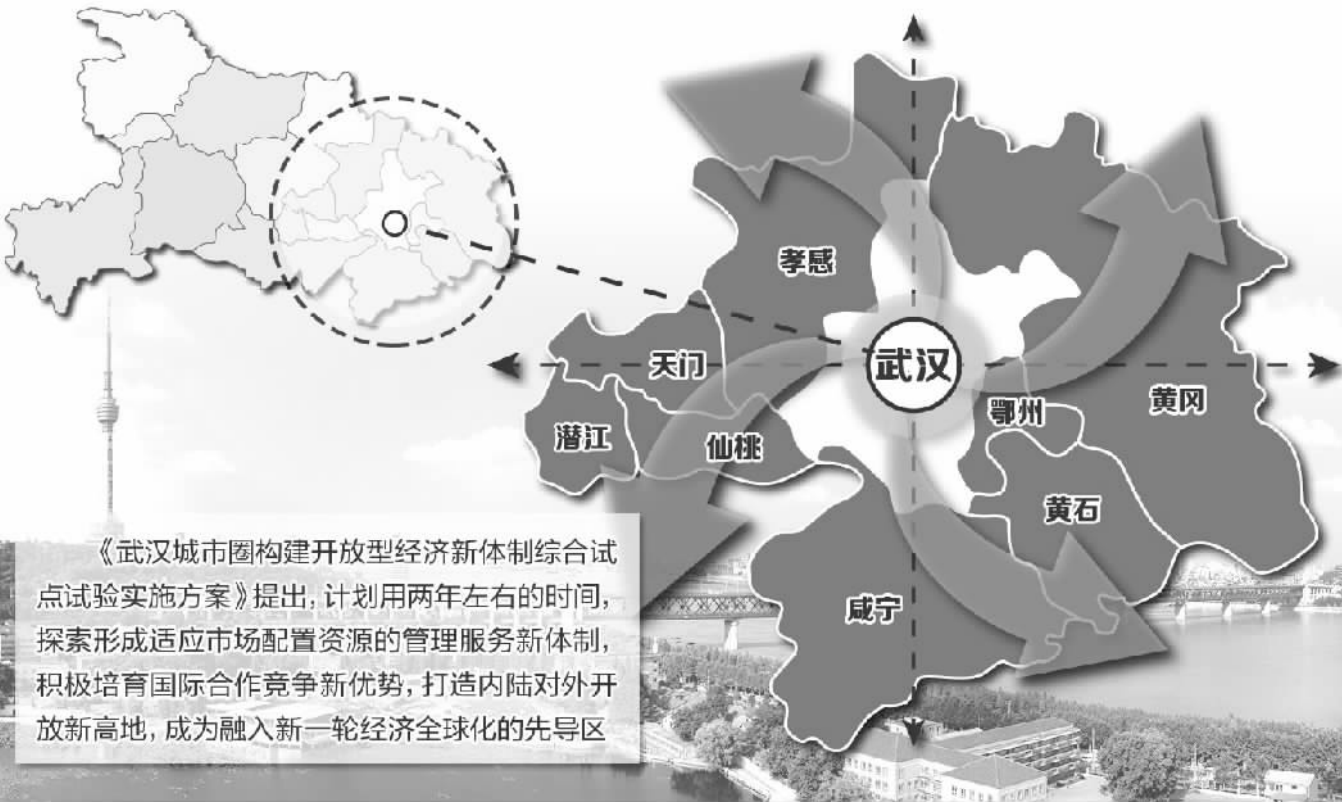 孝感
武汉
天门
鄂州
黄冈
潜江
仙桃
黄石
咸宁
《武汉城市圈构建开放型经济新体制综合试
点试验实施方案》提出,计划用两年左右的时间,
探索形成适应市场配置资源的管理服务新体制,
积极培育国际合作竞争新优势,打造内陆对外开
放新高地,成为融入新一轮经济全球化的先导区